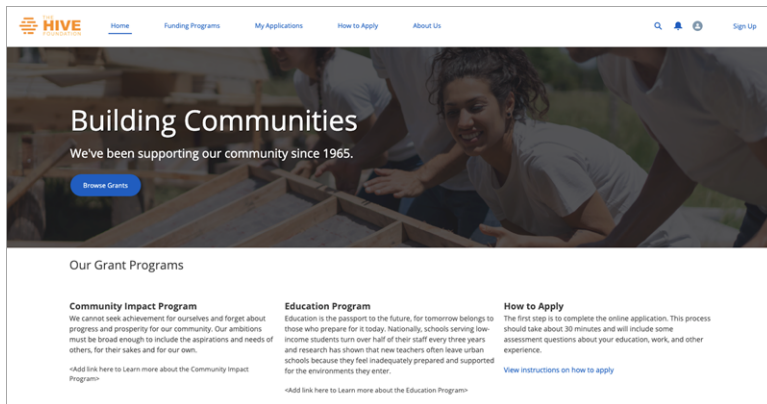 THE
HIVE
FOUNDATION
Home
Funding Programs
My Applications
How to Apply
About Us
Sign Up
Building Communities
We've been supporting our community since 1965.
Browse Grants
Our Grant Programs
Community Impact Program
We cannot seek achievement for ourselves and forget about
progress and prosperity for our community. Our ambitions
must be broad enough to include the aspirations and needs of
others, for their sakes and for our own.
<Add link here to Learn more about the Community Impact
Program>
Education Program
Education is the passport to the future, for tomorrow belongs to
those who prepare for it today. Nationally, schools serving low-
income students turn over half of their staff every three years
and research has shown that new teachers often leave urban
schools because they feel inadequately prepared and supported
for the environments they enter.
<Add link here to Learn more about the Education Program>
How to Apply
The first step is to complete the online application. This process
should take about 30 minutes and will include some
assessment questions about your education, work, and other
experience.
View instructions on how to apply